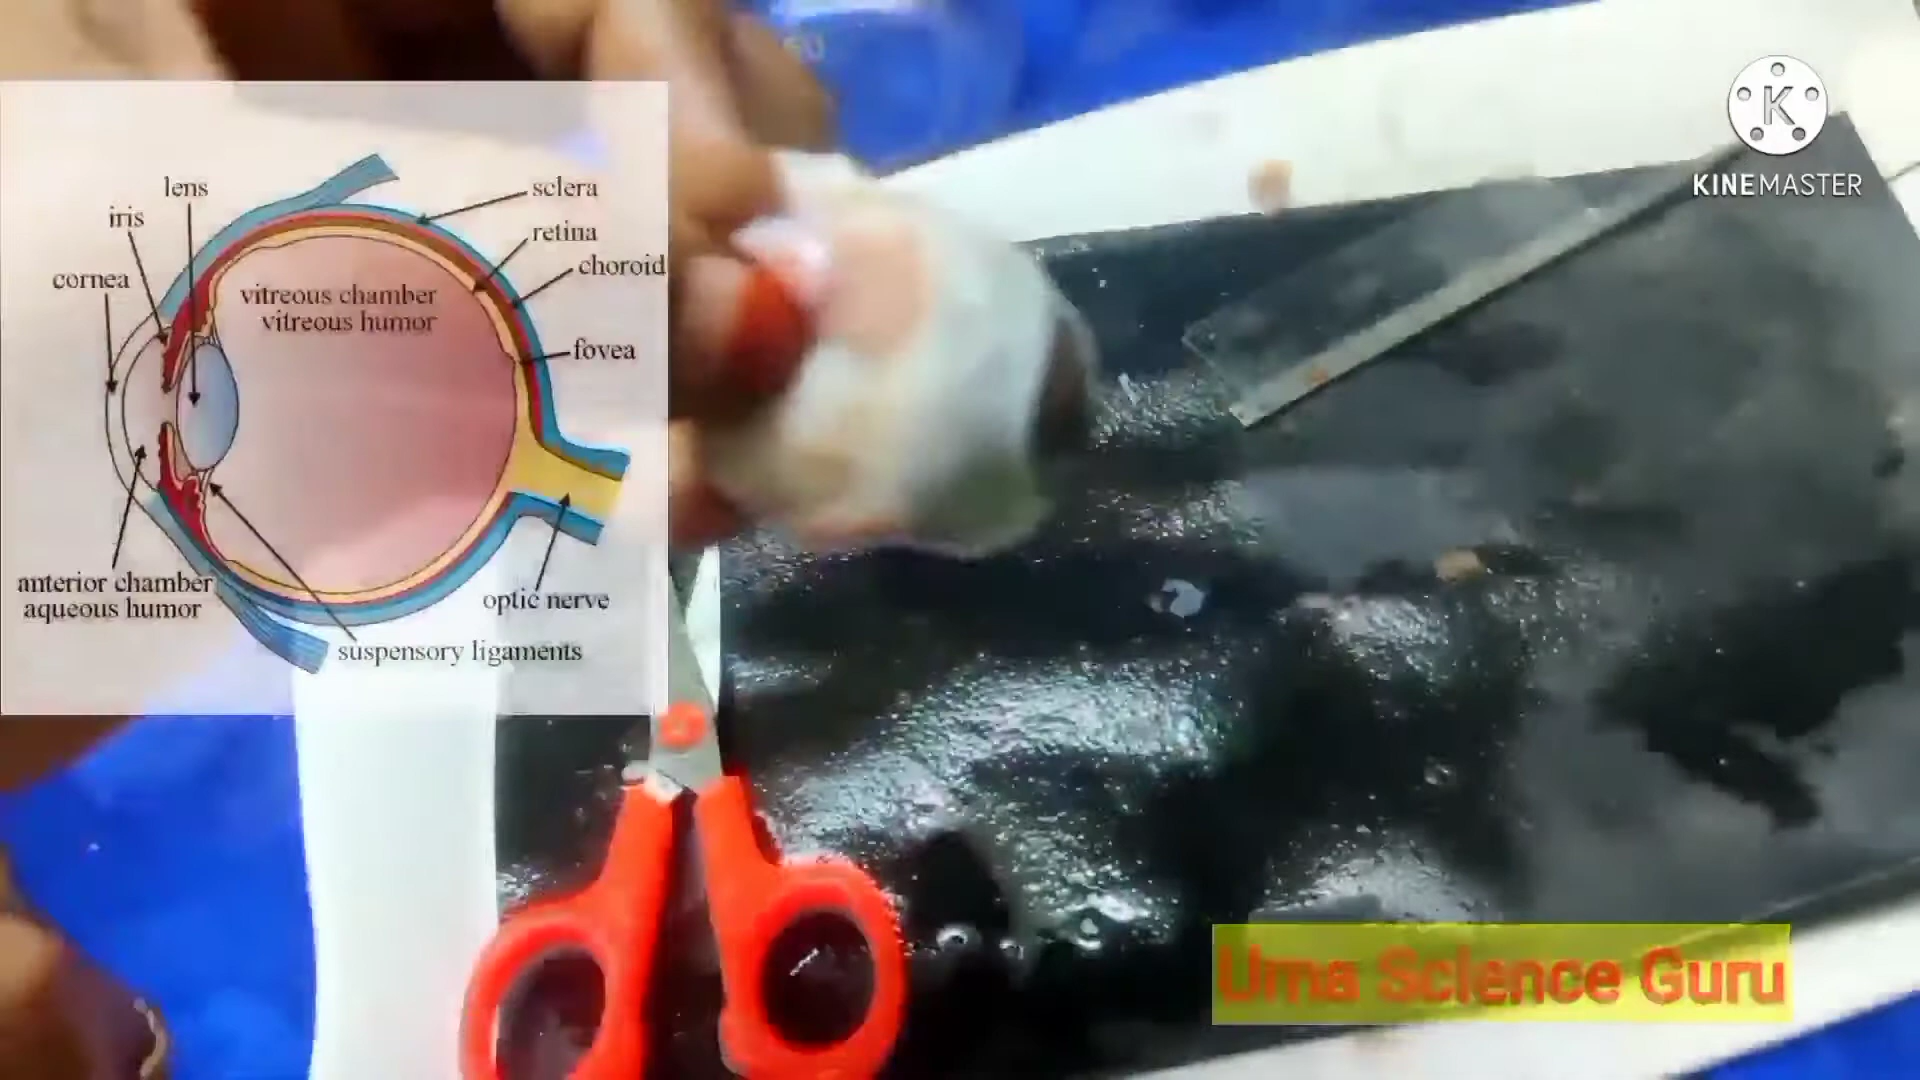 KINEMASTER
lens
sclera
iris
retina
choroid
cornea
vitreous chamber
vitreous humor
fovea
anterior chamber
aqueous humor
optic nerve
suspensory ligaments
Uma Science Guru